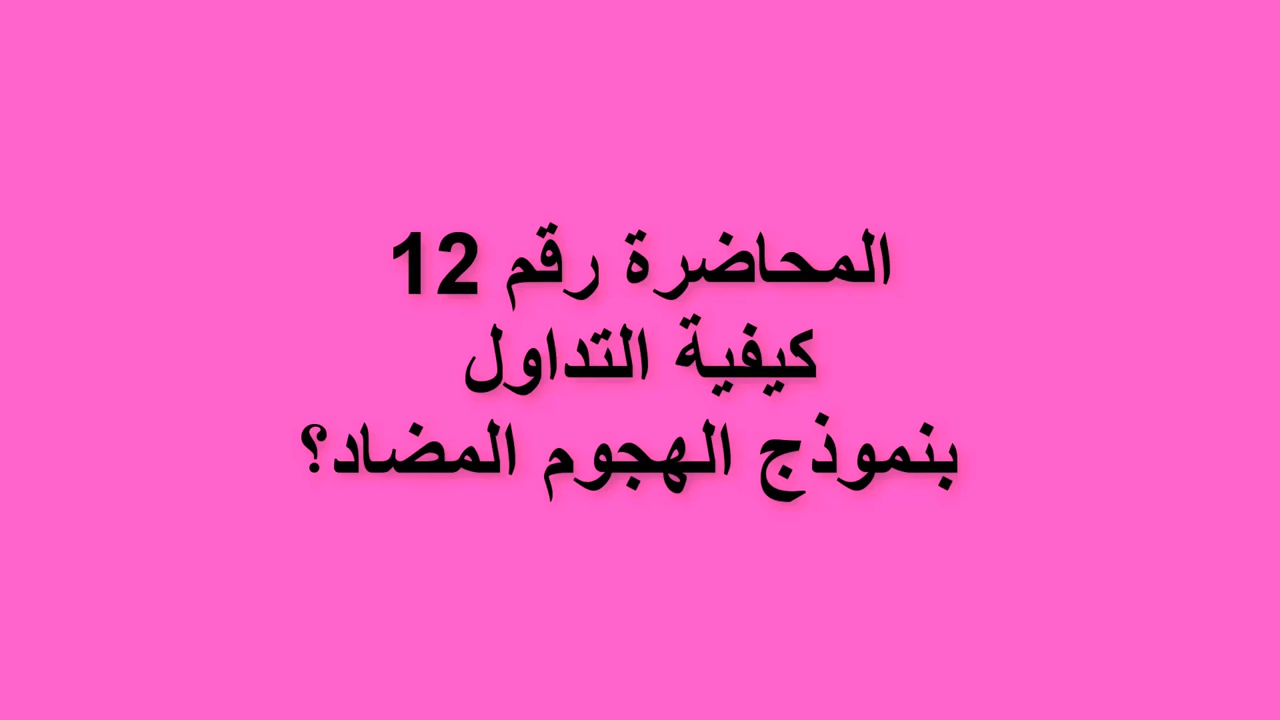 المحاضرة رقم 12
كيفية التداول
بنموذج الهجوم المضاد؟